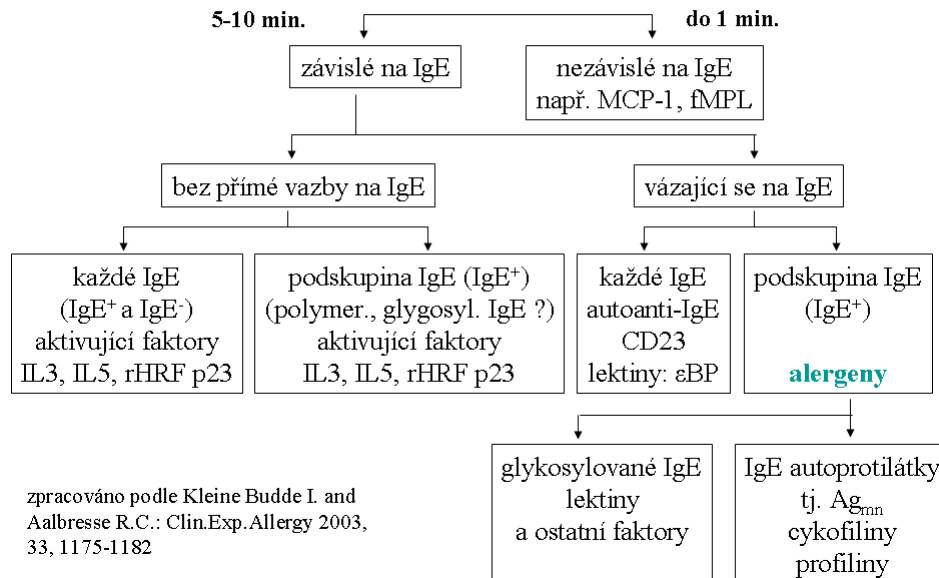 5-10 min.
do 1 min.
závislé na IgE
nezávislé na IgE
např. MCP-1, fMPL
bez přímé vazby na IgE
vázající se na IgE
každé IgE
(IgE⁺ a IgE⁻)
aktivující faktory
IL3, IL5, rHRF p23
podskupina IgE (IgE⁺)
(polymer., glygosyl. IgE ?)
aktivující faktory
IL3, IL5, rHRF p23
každé IgE
autoanti-IgE
CD23
lektiny: εBP
podskupina IgE
(IgE⁺)
alergeny
glykosylované IgE
lektiny
a ostatní faktory
IgE autoprotilátky
tj. Agmn
cykofiliny
profiliny
zpracováno podle Kleine Budde I. and
Aalbresse R.C.: Clin.Exp.Allergy 2003,
33, 1175-1182